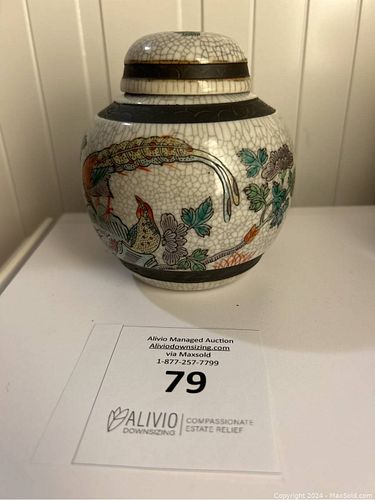 Alivio Managed Auction
Aliviodownsizing.com
via Maxsold
1-877-257-7799
79
ALIVIO
DOWNSIZING
COMPASSIONATE
ESTATE RELIEF
Copyright 2024 - MaxSold.com